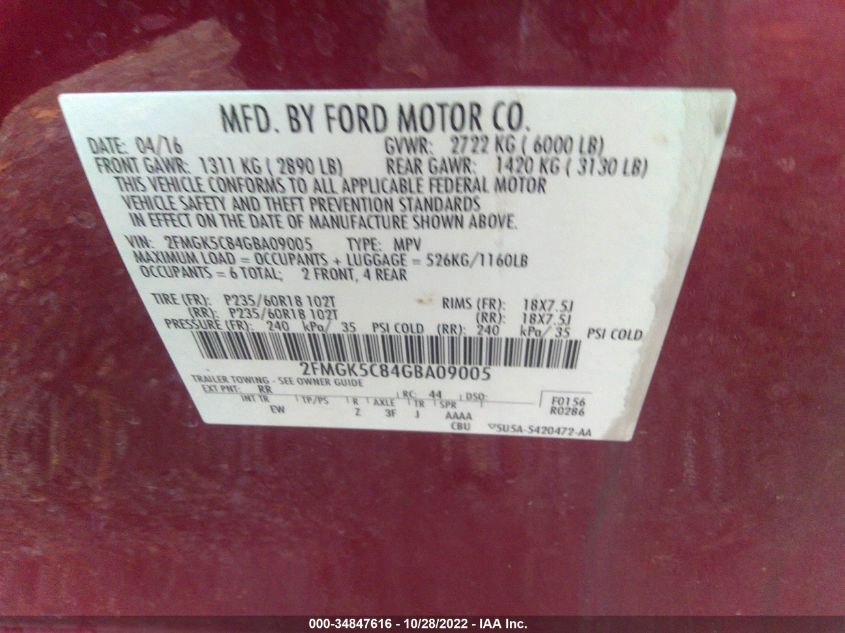 MFD. BY FORD MOTOR CO.
DATE: 04/16 GVWR: 2722 KG ( 6000 LB)
FRONT GAWR: 1311 KG ( 2890 LB) REAR GAWR: 1420 KG ( 3130 LB)
THIS VEHICLE CONFORMS TO ALL APPLICABLE FEDERAL MOTOR
VEHICLE SAFETY AND THEFT PREVENTION STANDARDS
IN EFFECT ON THE DATE OF MANUFACTURE SHOWN ABOVE.
VIN: 2FMGK5C84GBA09005 TYPE: MPV
MAXIMUM LOAD = OCCUPANTS + LUGGAGE = 526KG/1160LB
OCCUPANTS = 6 TOTAL; 2 FRONT, 4 REAR
TIRE (FR): P235/60R18 102T RIMS (FR): 18X7.5J
(RR): P235/60R18 102T (RR): 18X7.5J
PRESSURE (FR): 240 kPa/ 35 PSI COLD (RR): 240 kPa/ 35 PSI COLD
2FMGK5C84GBA09005
TRAILER TOWING - SEE OWNER GUIDE
EXT PNT: RR RC: 44 DSO: F0156
INT TR TP/PS R AXLE TR SPR R0286
EW Z 3F J AAAA
CBU 5U5A-5420472-AA
000-34847616 - 10/28/2022 - IAA Inc.